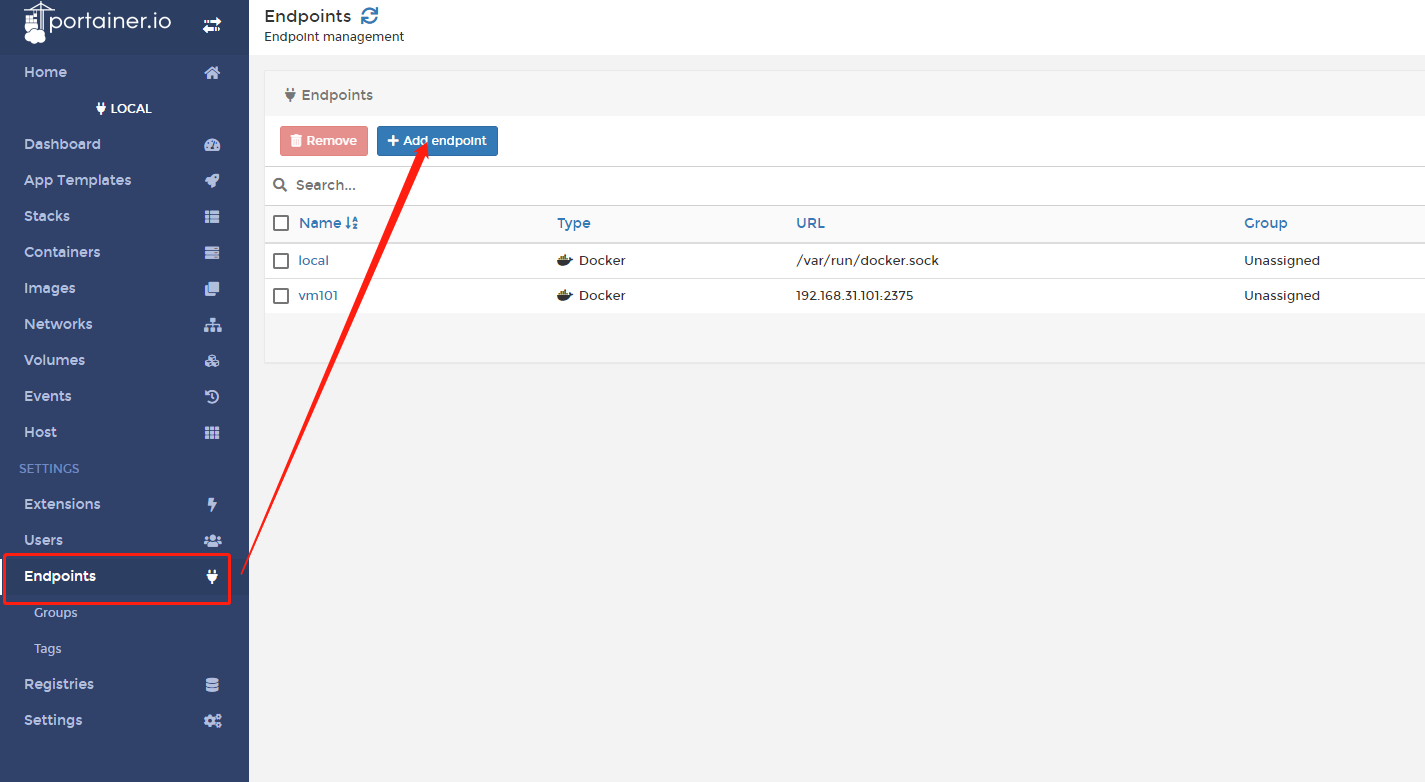 portainer.io
Home
LOCAL
Dashboard
App Templates
Stacks
Containers
Images
Networks
Volumes
Events
Host
SETTINGS
Extensions
Users
Endpoints
Groups
Tags
Registries
Settings
Endpoints
Endpoint management
Endpoints
Remove Add endpoint
Search...
Name Type URL Group
local Docker /var/run/docker.sock Unassigned
vm101 Docker 192.168.31.101:2375 Unassigned